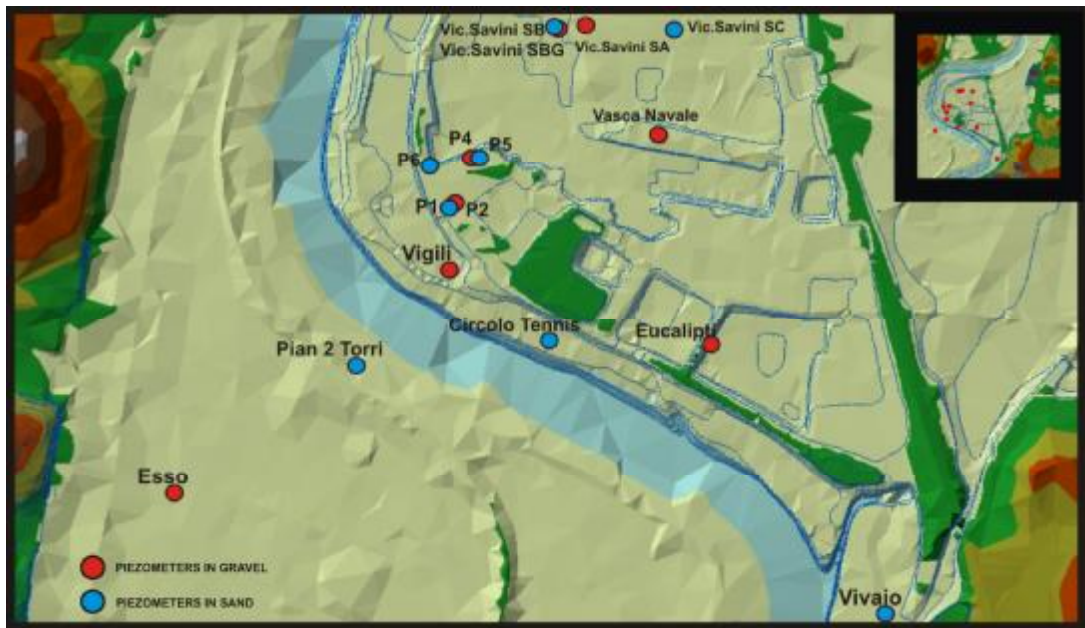 Vic.Savini SB
Vic.Savini SC
Vic.Savini SBG
Vic.Savini SA
Vasca Navale
P4
P5
P6
P1
P2
Vigili
Circolo Tennis
Eucalipti
Pian 2 Torri
Esso
PIEZOMETERS IN GRAVEL
PIEZOMETERS IN SAND
Vivaio